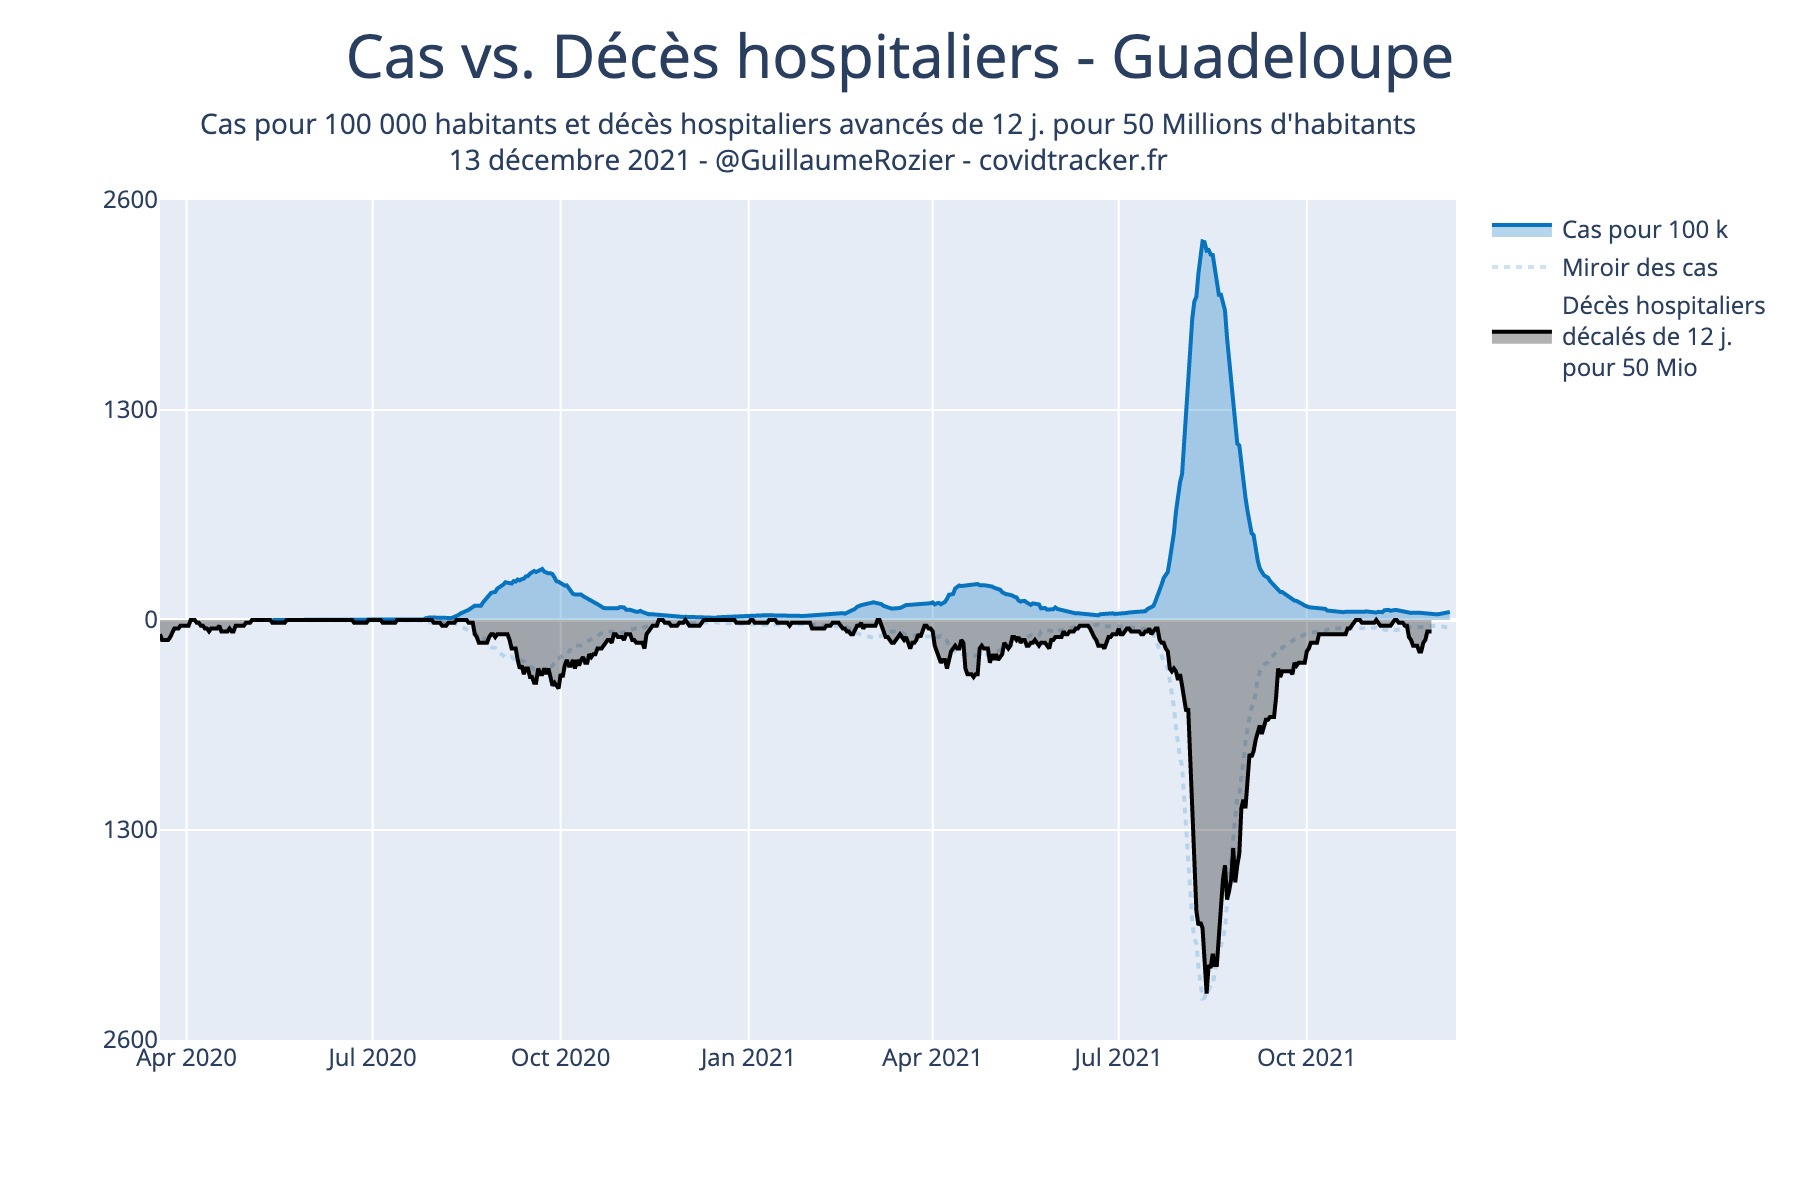 Cas vs. Décès hospitaliers - Guadeloupe
Cas pour 100 000 habitants et décès hospitaliers avancés de 12 j. pour 50 Millions d'habitants
13 décembre 2021 - @GuillaumeRozier - covidtracker.fr
2600
1300
0
1300
2600
Apr 2020
Jul 2020
Oct 2020
Jan 2021
Apr 2021
Jul 2021
Oct 2021
Cas pour 100 k
Miroir des cas
Décès hospitaliers
décalés de 12 j.
pour 50 Mio